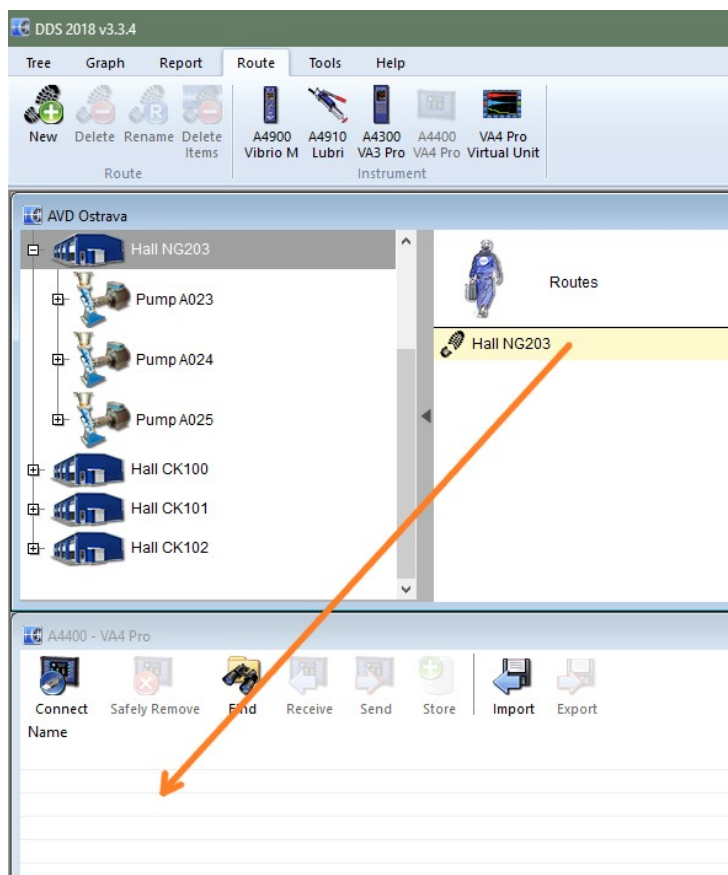 DDS 2018 v3.3.4
Tree Graph Report Route Tools Help
New Delete Rename Delete Items A4900 Vibrio M A4910 Lubri A4300 VA3 Pro A4400 VA4 Pro VA4 Pro Virtual Unit
Route Instrument
AVD Ostrava
Hall NG203
Pump A023
Pump A024
Pump A025
Hall CK100
Hall CK101
Hall CK102
Routes
Hall NG203
A4400 - VA4 Pro
Connect Safely Remove Find Receive Send Store Import Export
Name